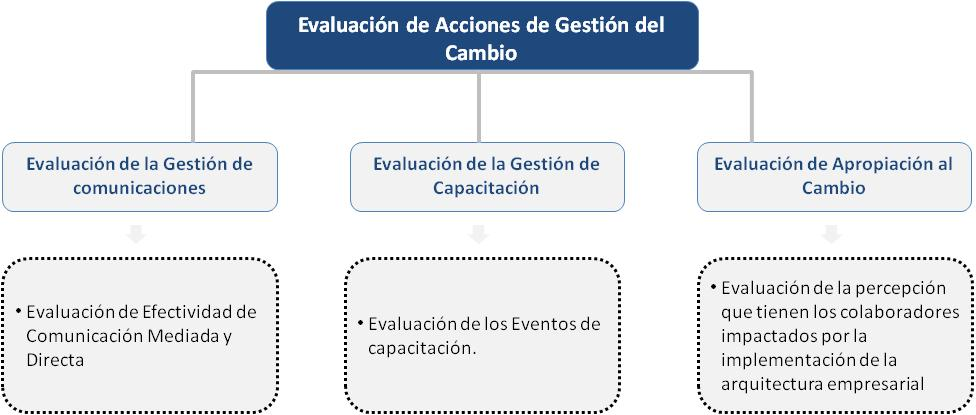 Evaluación de Acciones de Gestión del
Cambio
Evaluación de la Gestión de
comunicaciones
Evaluación de la Gestión de
Capacitación
Evaluación de Apropiación al
Cambio
• Evaluación de Efectividad de
Comunicación Mediada y
Directa
• Evaluación de los Eventos de
capacitación.
• Evaluación de la percepción
que tienen los colaboradores
impactados por la
implementación de la
arquitectura empresarial